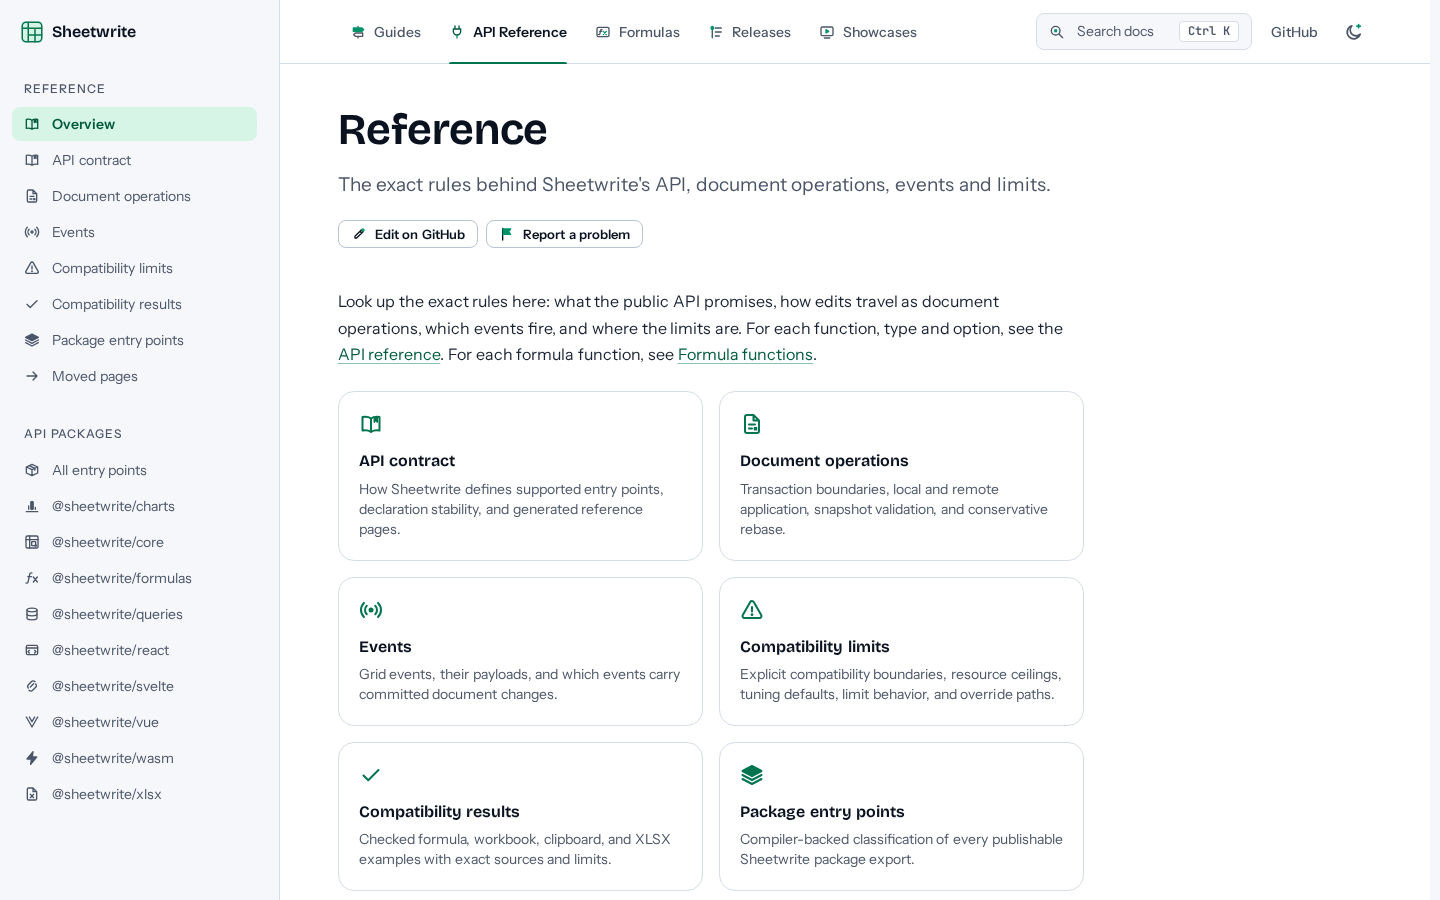 Sheetwrite
Guides
API Reference
Formulas
Releases
Showcases
Search docs
Ctrl K
GitHub
REFERENCE
Overview
API contract
Document operations
Events
Compatibility limits
Compatibility results
Package entry points
Moved pages
API PACKAGES
All entry points
@sheetwrite/charts
@sheetwrite/core
@sheetwrite/formulas
@sheetwrite/queries
@sheetwrite/react
@sheetwrite/svelte
@sheetwrite/vue
@sheetwrite/wasm
@sheetwrite/xlsx
Reference
The exact rules behind Sheetwrite's API, document operations, events and limits.
Edit on GitHub
Report a problem
Look up the exact rules here: what the public API promises, how edits travel as document
operations, which events fire, and where the limits are. For each function, type and option, see the
API reference. For each formula function, see Formula functions.
API contract
How Sheetwrite defines supported entry points,
declaration stability, and generated reference
pages.
Document operations
Transaction boundaries, local and remote
application, snapshot validation, and conservative
rebase.
Events
Grid events, their payloads, and which events carry
committed document changes.
Compatibility limits
Explicit compatibility boundaries, resource ceilings,
tuning defaults, limit behavior, and override paths.
Compatibility results
Checked formula, workbook, clipboard, and XLSX
examples with exact sources and limits.
Package entry points
Compiler-backed classification of every publishable
Sheetwrite package export.